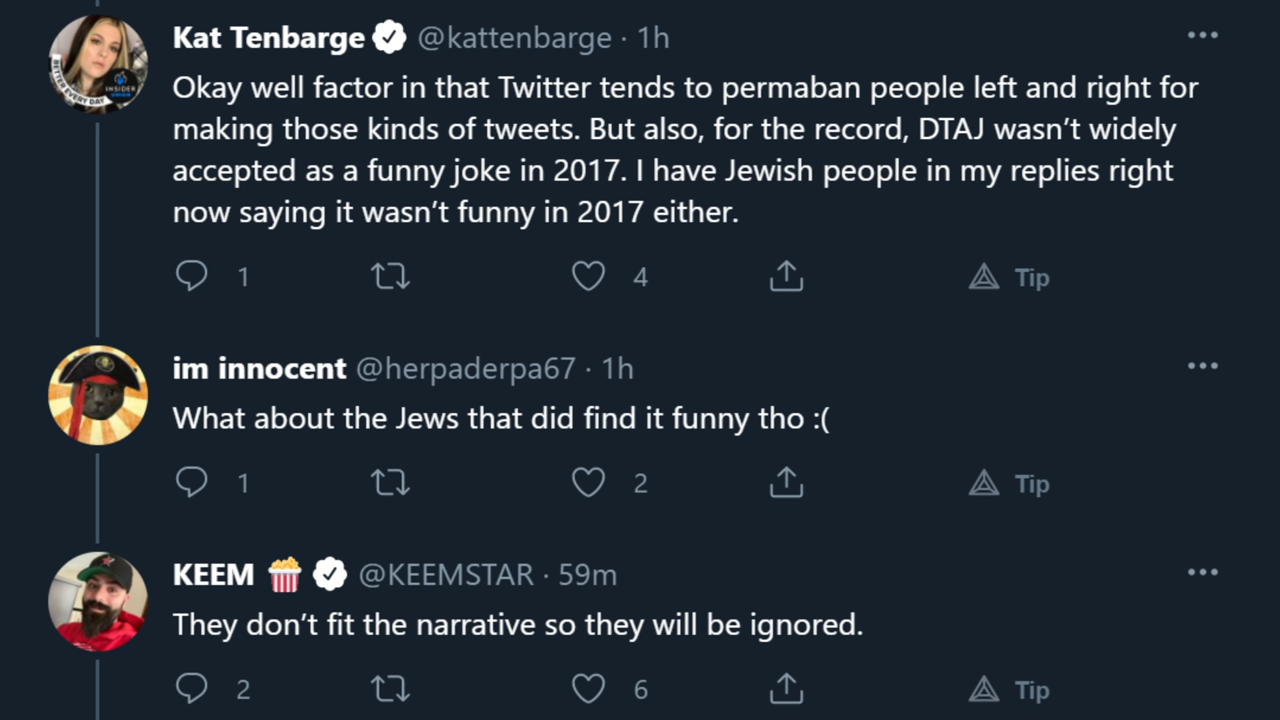 Kat Tenbarge @kattenbarge · 1h
Okay well factor in that Twitter tends to permaban people left and right for
making those kinds of tweets. But also, for the record, DTAJ wasn’t widely
accepted as a funny joke in 2017. I have Jewish people in my replies right
now saying it wasn’t funny in 2017 either.
BETTER EVERY DAY
INSIDER
1 4 Tip
im innocent @herpaderpa67 · 1h
What about the Jews that did find it funny tho :(
1 2 Tip
KEEM 🍿 @KEEMSTAR · 59m
They don’t fit the narrative so they will be ignored.
2 6 Tip